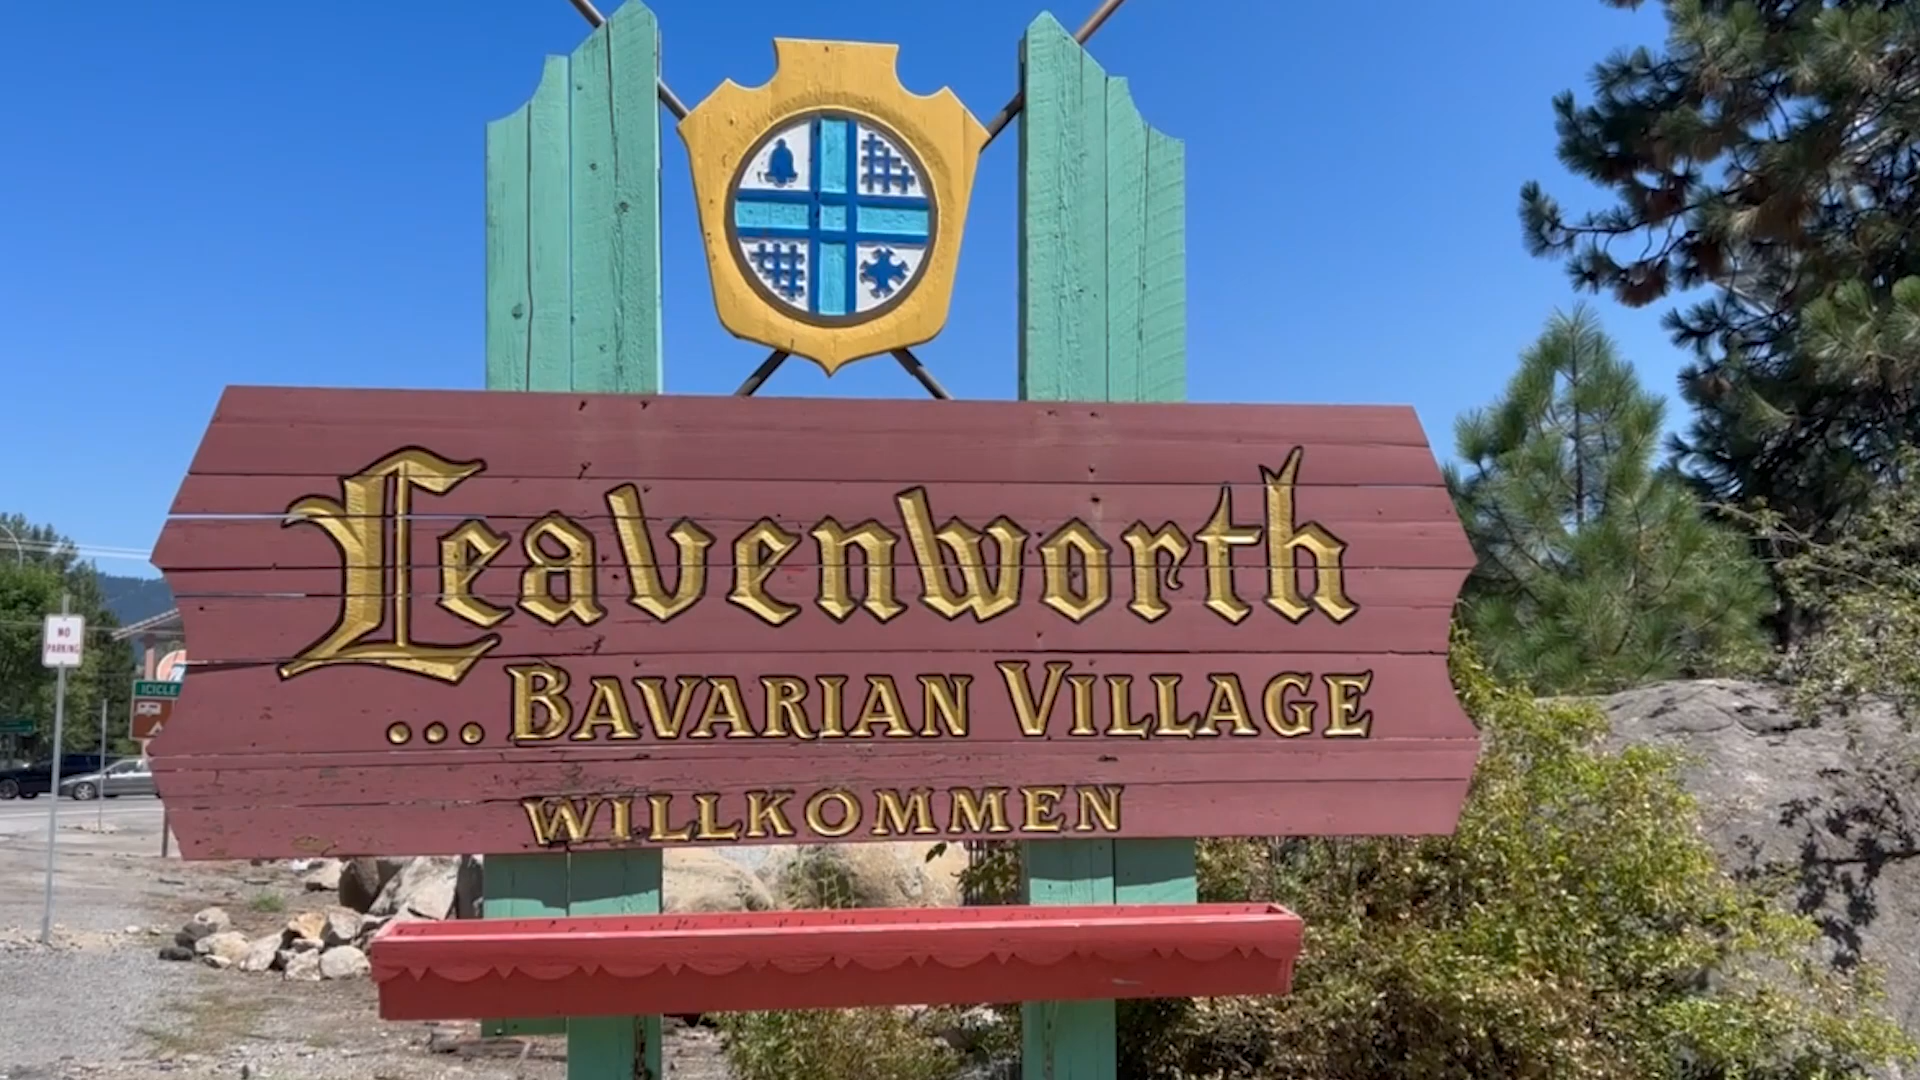 Leavenworth
...BAVARIAN VILLAGE
WILLKOMMEN
NO
PARKING
ICICLE